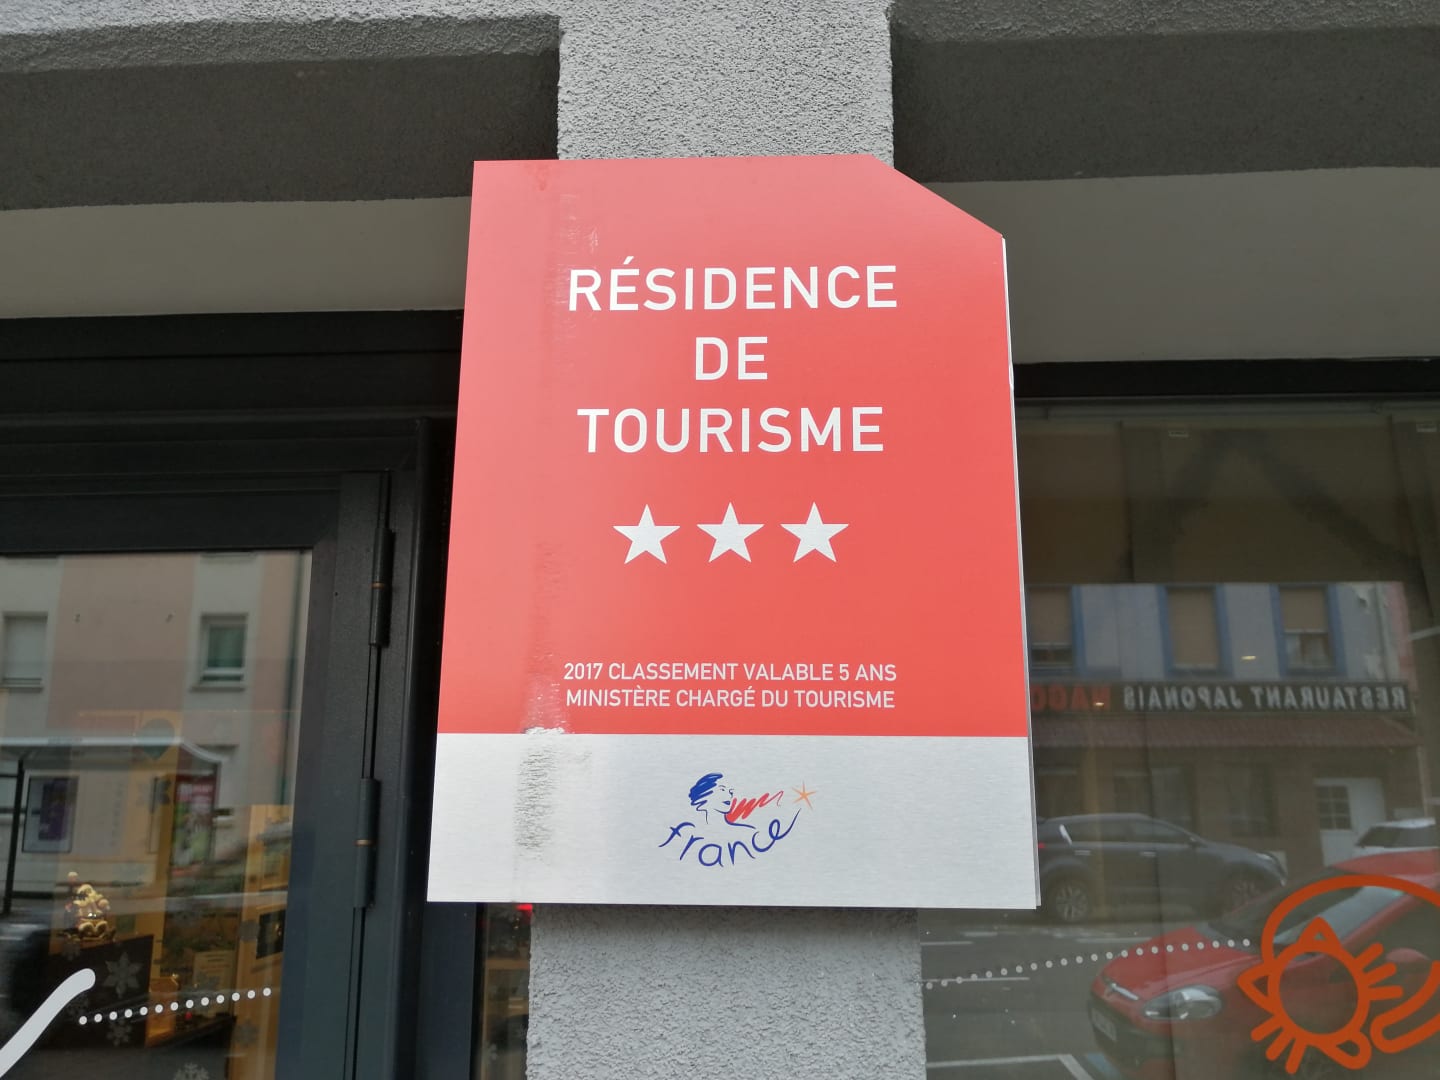 RÉSIDENCE
DE
TOURISME
2017 CLASSEMENT VALABLE 5 ANS
MINISTÈRE CHARGÉ DU TOURISME
france
RESTAURANT JAPONAIS